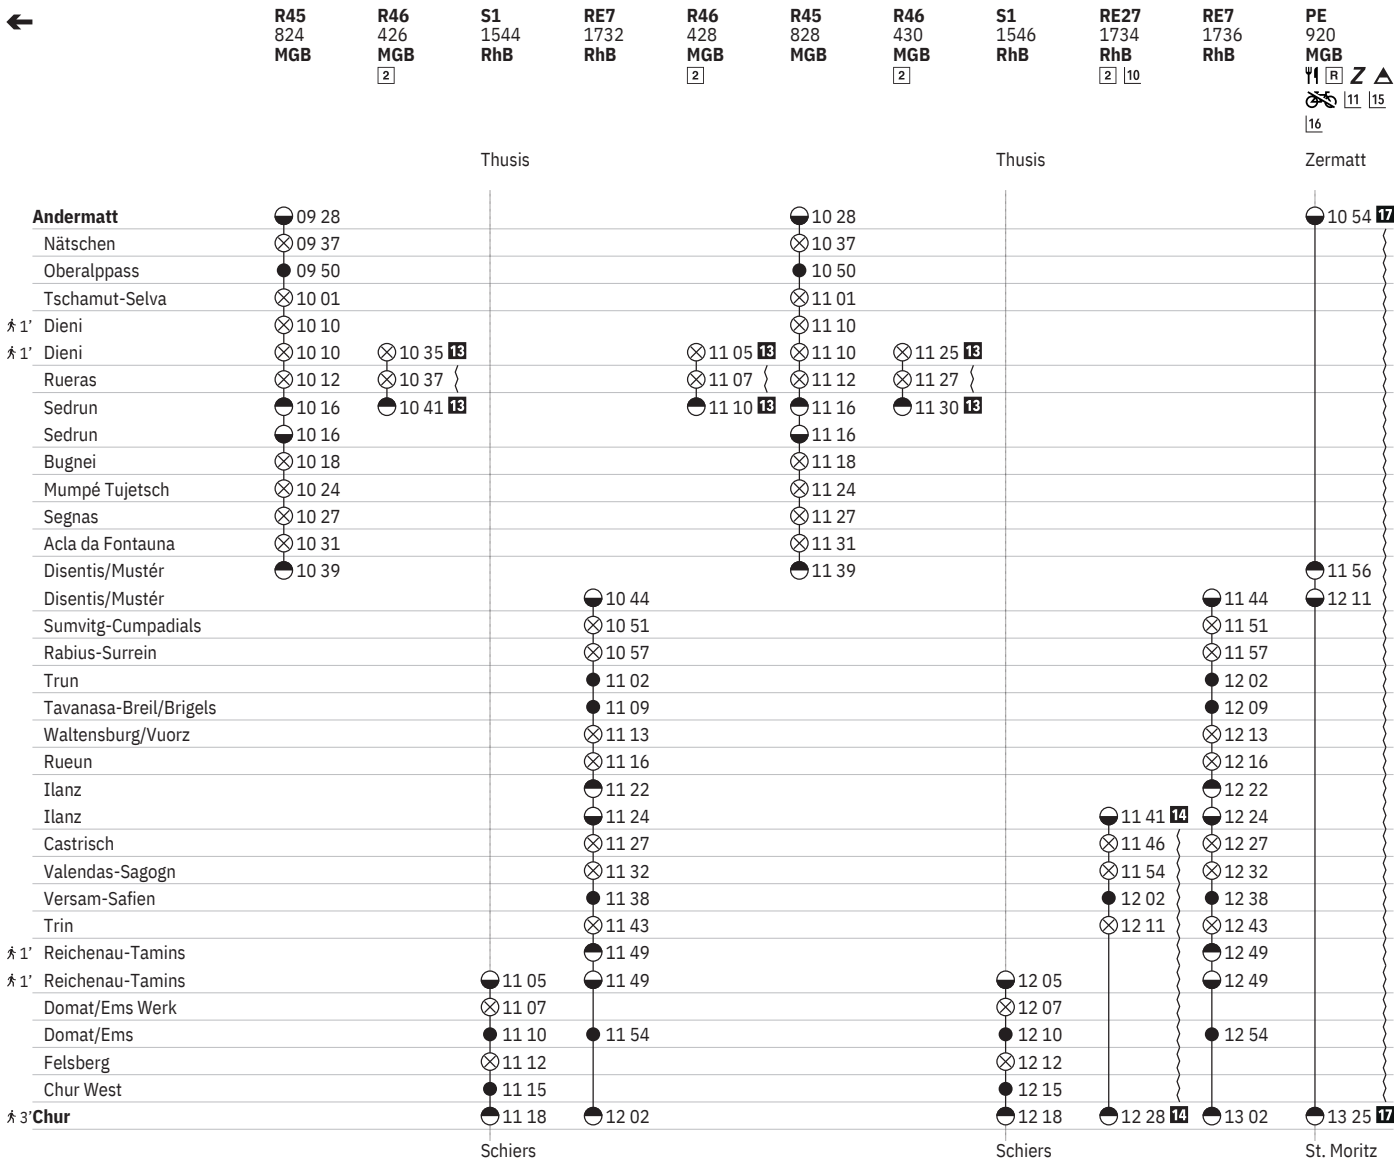 R45 R46 S1 RE7 R46 R45 R46 S1 RE27 RE7 PE
824 426 1544 1732 428 828 430 1546 1734 1736 920
MGB MGB RhB RhB MGB MGB MGB RhB RhB RhB MGB
2 2 2 2 10 R Z
11 15
16
Thusis Thusis Zermatt
Andermatt 09 28 10 28 10 54 17
Nätschen 09 37 10 37
Oberalppass 09 50 10 50
Tschamut-Selva 10 01 11 01
1' Dieni 10 10 11 10
1' Dieni 10 10 10 35 13 11 05 13 11 10 11 25 13
Rueras 10 12 10 37 11 07 11 12 11 27
Sedrun 10 16 10 41 13 11 10 13 11 16 11 30 13
Sedrun 10 16 11 16
Bugnei 10 18 11 18
Mumpé Tujetsch 10 24 11 24
Segnas 10 27 11 27
Acla da Fontauna 10 31 11 31
Disentis/Mustér 10 39 11 39 11 56
Disentis/Mustér 10 44 11 44 12 11
Sumvitg-Cumpadials 10 51 11 51
Rabius-Surrein 10 57 11 57
Trun 11 02 12 02
Tavanasa-Breil/Brigels 11 09 12 09
Waltensburg/Vuorz 11 13 12 13
Rueun 11 16 12 16
Ilanz 11 22 12 22
Ilanz 11 24 11 41 14 12 24
Castrisch 11 27 11 46 12 27
Valendas-Sagogn 11 32 11 54 12 32
Versam-Safien 11 38 12 02 12 38
Trin 11 43 12 11 12 43
1' Reichenau-Tamins 11 49 12 49
1' Reichenau-Tamins 11 05 11 49 12 05 12 49
Domat/Ems Werk 11 07 12 07
Domat/Ems 11 10 11 54 12 10 12 54
Felsberg 11 12 12 12
Chur West 11 15 12 15
3' Chur 11 18 12 02 12 18 12 28 14 13 02 13 25 17
Schiers Schiers St. Moritz